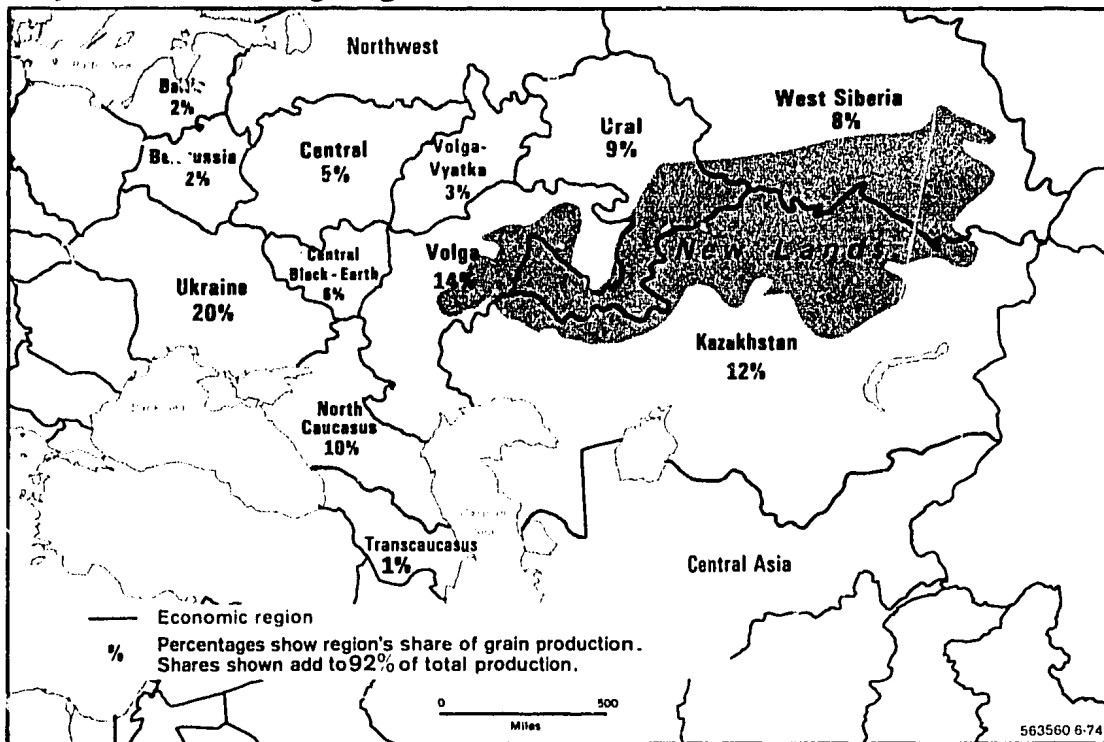 Northwest
2%
2%
Central
5%
Volga-
Vyatka
3%
Ural
9%
West Siberia
8%
New Lands
Volga
14%
Central
Black-Earth
6%
Ukraine
20%
Kazakhstan
12%
North
Caucasus
10%
Transcaucasus
1%
Central Asia
Economic region
% Percentages show region's share of grain production.
Shares shown add to 92% of total production.
0 500
Miles
563560 6-74